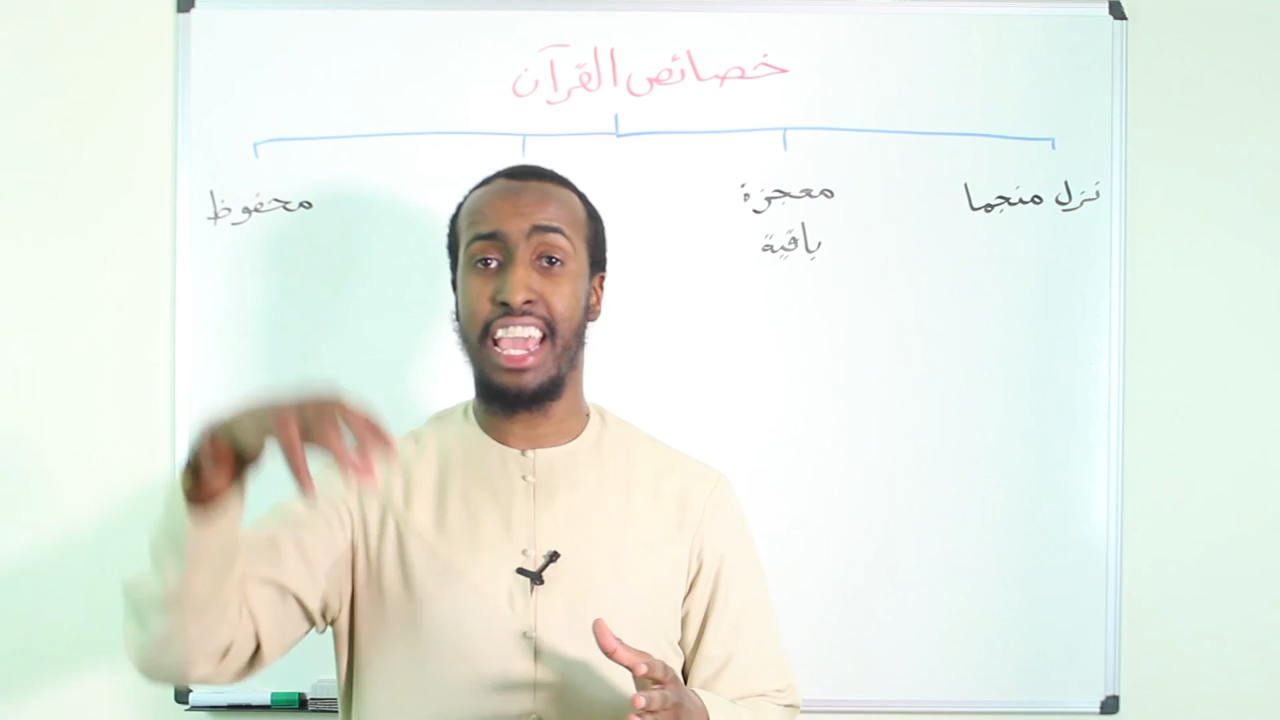 خصائص القرآن
نزل منجما
معجزة
باقية
محفوظ